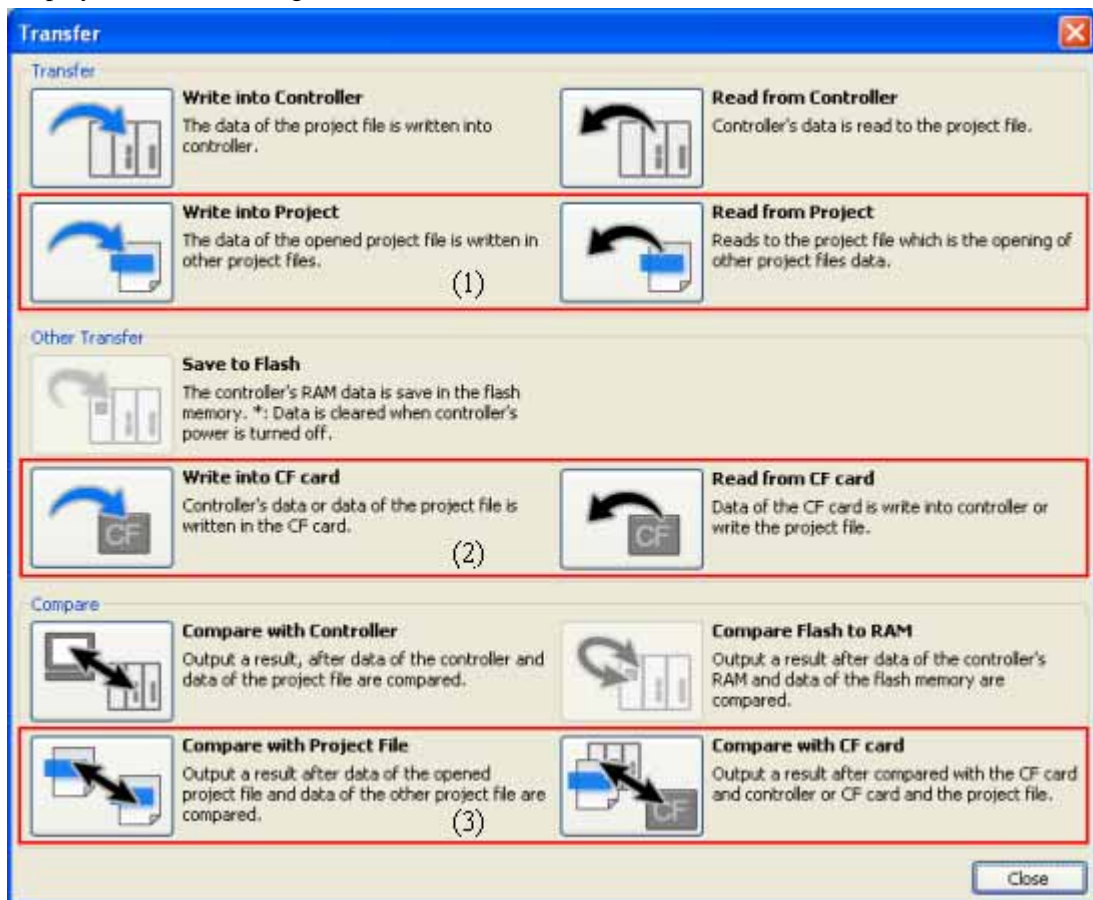 Transfer
Transfer
Write into Controller
The data of the project file is written into
controller.
Read from Controller
Controller's data is read to the project file.
Write into Project
The data of the opened project file is written in
other project files.
(1)
Read from Project
Reads to the project file which is the opening of
other project files data.
Other Transfer
Save to Flash
The controller's RAM data is save in the flash
memory. *: Data is cleared when controller's
power is turned off.
Write into CF card
Controller's data or data of the project file is
written in the CF card.
(2)
CF
Read from CF card
Data of the CF card is write into controller or
write the project file.
CF
Compare
Compare with Controller
Output a result, after data of the controller and
data of the project file are compared.
Compare Flash to RAM
Output a result after data of the controller's
RAM and data of the flash memory are
compared.
Compare with Project File
Output a result after data of the opened
project file and data of the other project file are
compared.
(3)
Compare with CF card
Output a result after compared with the CF card
and controller or CF card and the project file.
CF
Close